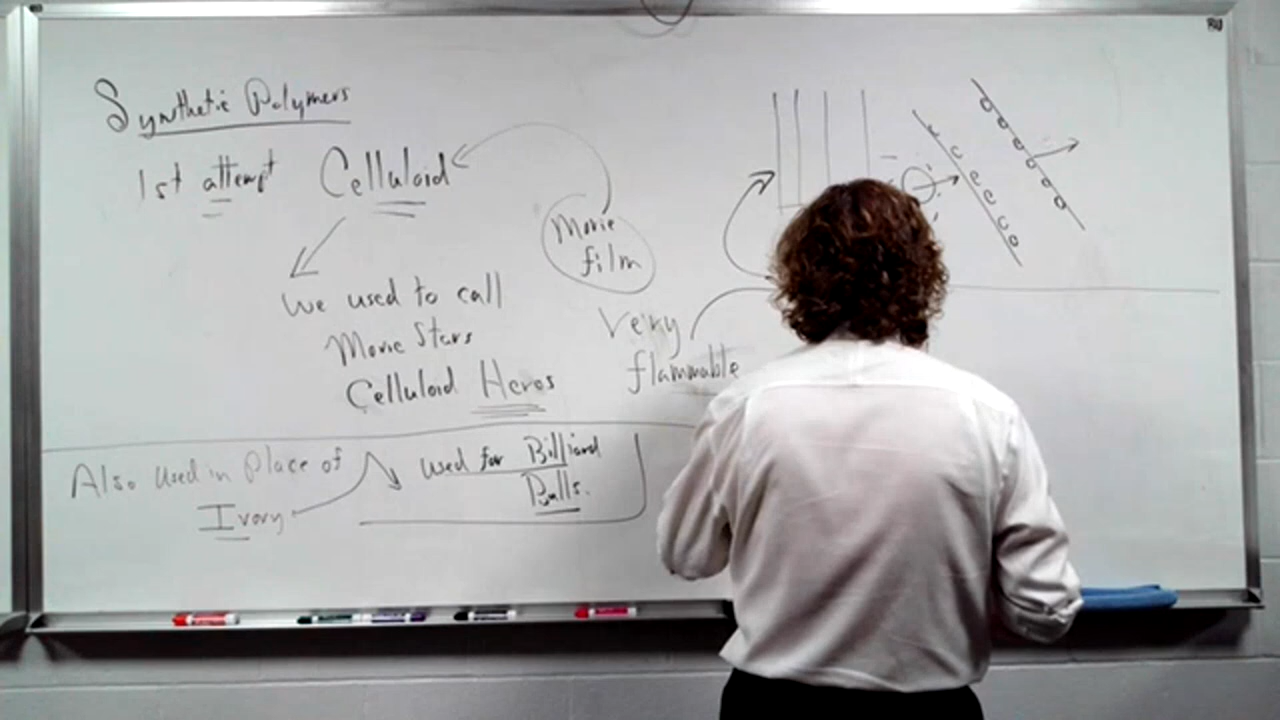 Synthetic Polymers
1st attempt Celluloid
Movie
film
we used to call
Movie Stars
Celluloid Heros
Very
flammable
Also used in Place of
Ivory
used for Billiard
Balls.